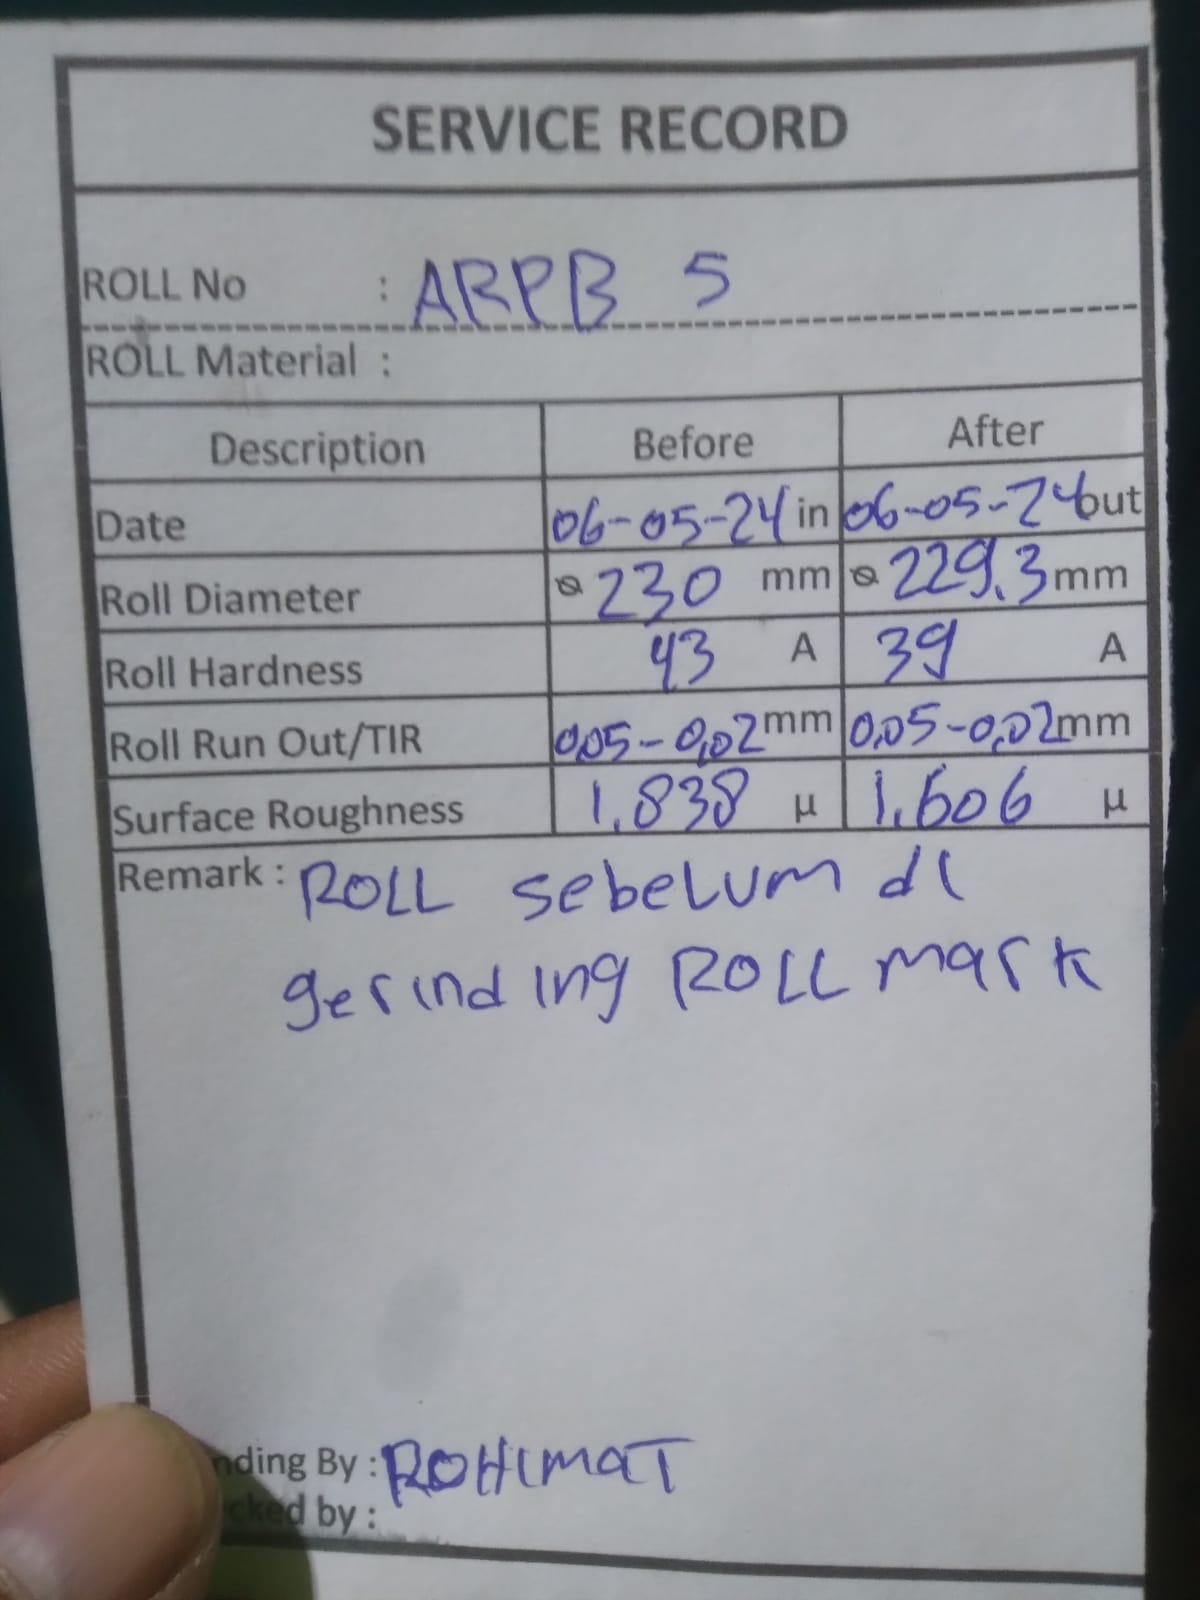 SERVICE RECORD
ROLL No : ARPB 5
ROLL Material :
Description Before After
Date 06-05-24 in 06-05-24 out
Roll Diameter ⌀ 230 mm ⌀ 229.3 mm
Roll Hardness 43 A 39 A
Roll Run Out/TIR 0,05-0,02 mm 0,05-0,02 mm
Surface Roughness 1.838 μ 1.606 μ
Remark : ROLL sebelum di
gerinding ROLL mark
nding By : ROHIMAT
cked by :